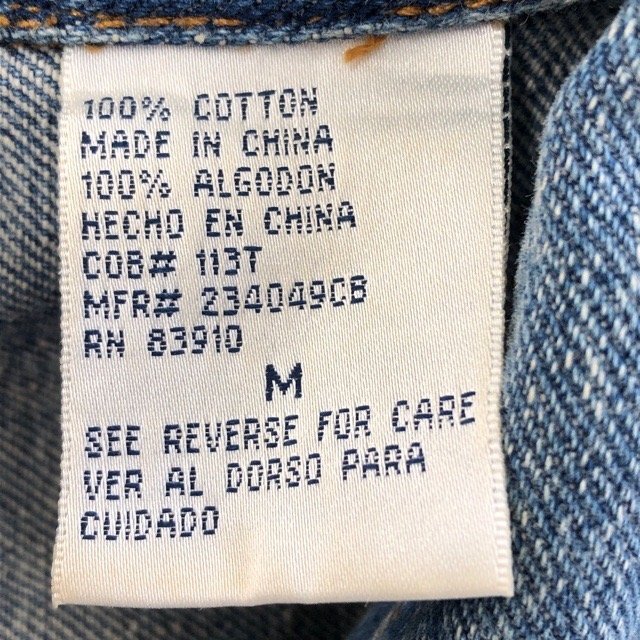 100% COTTON
MADE IN CHINA
100% ALGODON
HECHO EN CHINA
COB# 113T
MFR# 234049CB
RN 83910
M
SEE REVERSE FOR CARE
VER AL DORSO PARA
CUIDADO